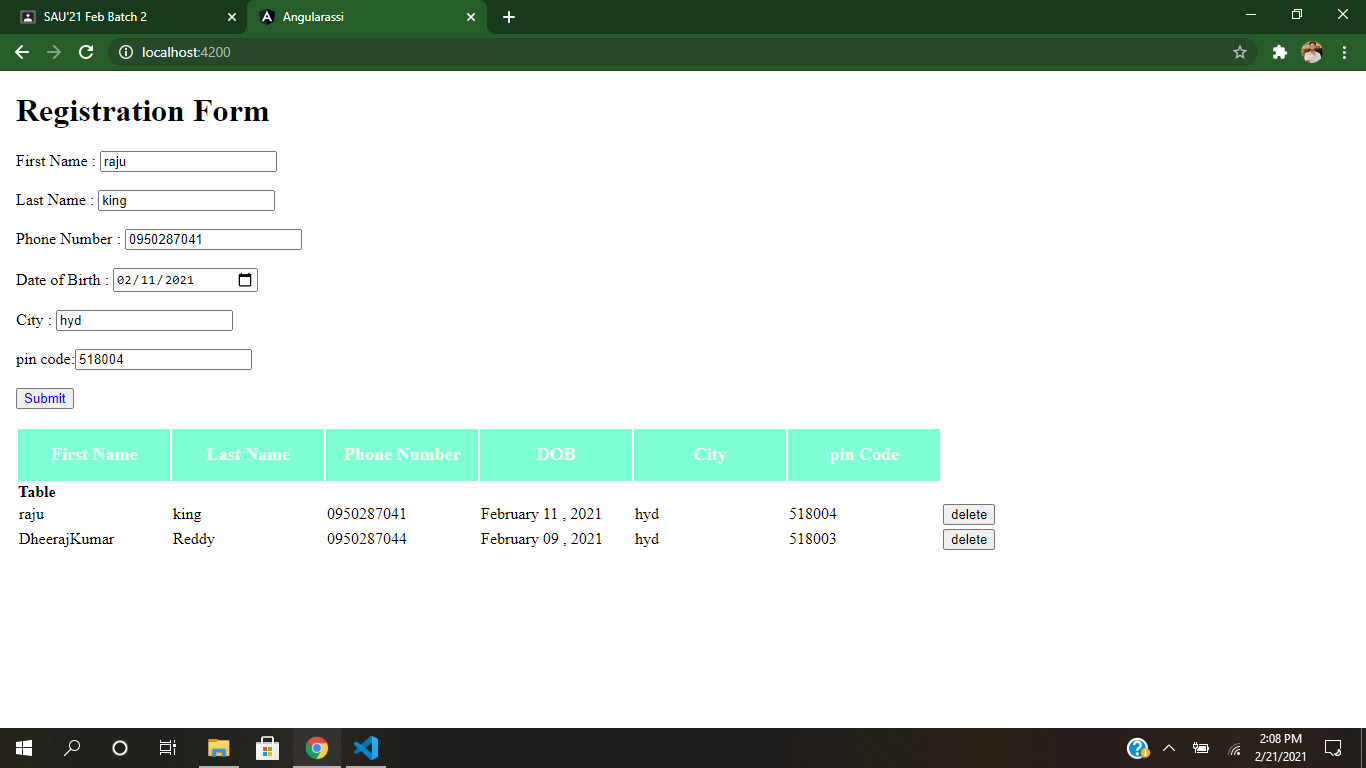 SAU'21 Feb Batch 2
Angularassi
localhost:4200
Registration Form
First Name : raju
Last Name : king
Phone Number : 0950287041
Date of Birth : 02/11/2021
City : hyd
pin code: 518004
Submit
First Name Last Name Phone Number DOB City pin Code
Table
raju king 0950287041 February 11 , 2021 hyd 518004 delete
DheerajKumar Reddy 0950287044 February 09 , 2021 hyd 518003 delete
2:08 PM
2/21/2021